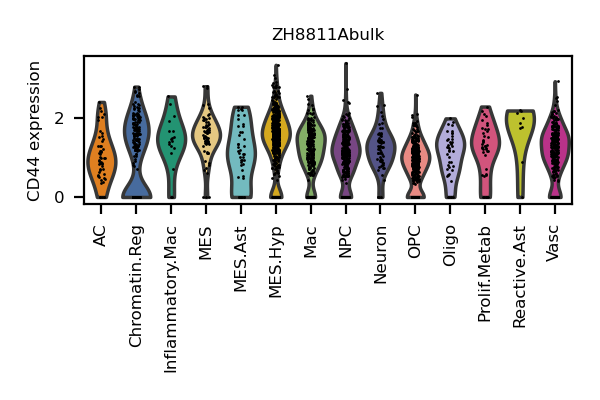 ZH8811Abulk
CD44 expression
2
0
AC
Chromatin.Reg
Inflammatory.Mac
MES
MES.Ast
MES.Hyp
Mac
NPC
Neuron
OPC
Oligo
Prolif.Metab
Reactive.Ast
Vasc